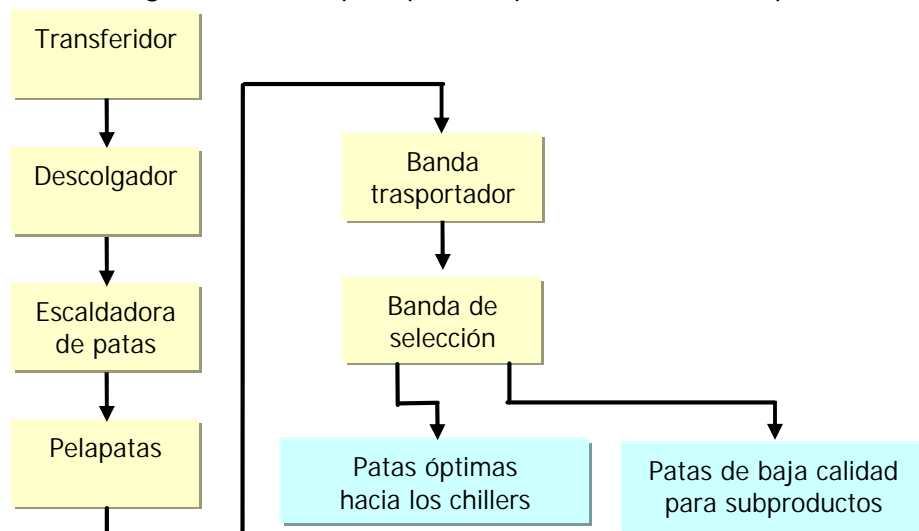 Transferidor
Descolgador
Escaldadora
de patas
Pelapatas
Banda
trasportador
Banda de
selección
Patas óptimas
hacia los chillers
Patas de baja calidad
para subproductos